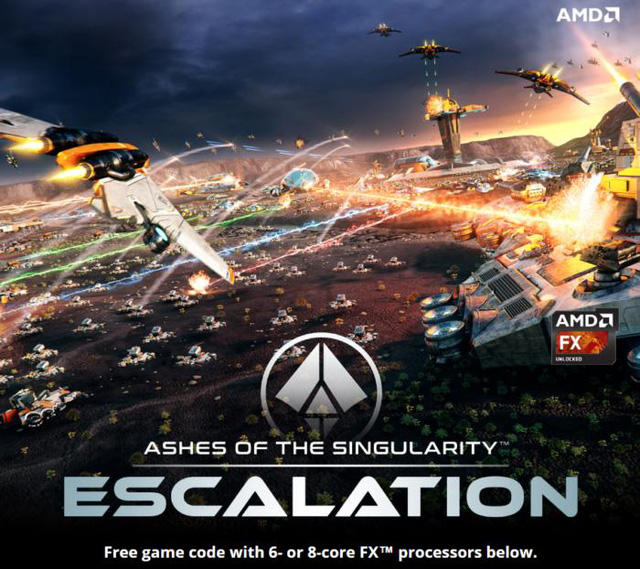 AMD
AMD
FX
UNLOCKED
ASHES OF THE SINGULARITY™
ESCALATION
Free game code with 6- or 8-core FX™ processors below.